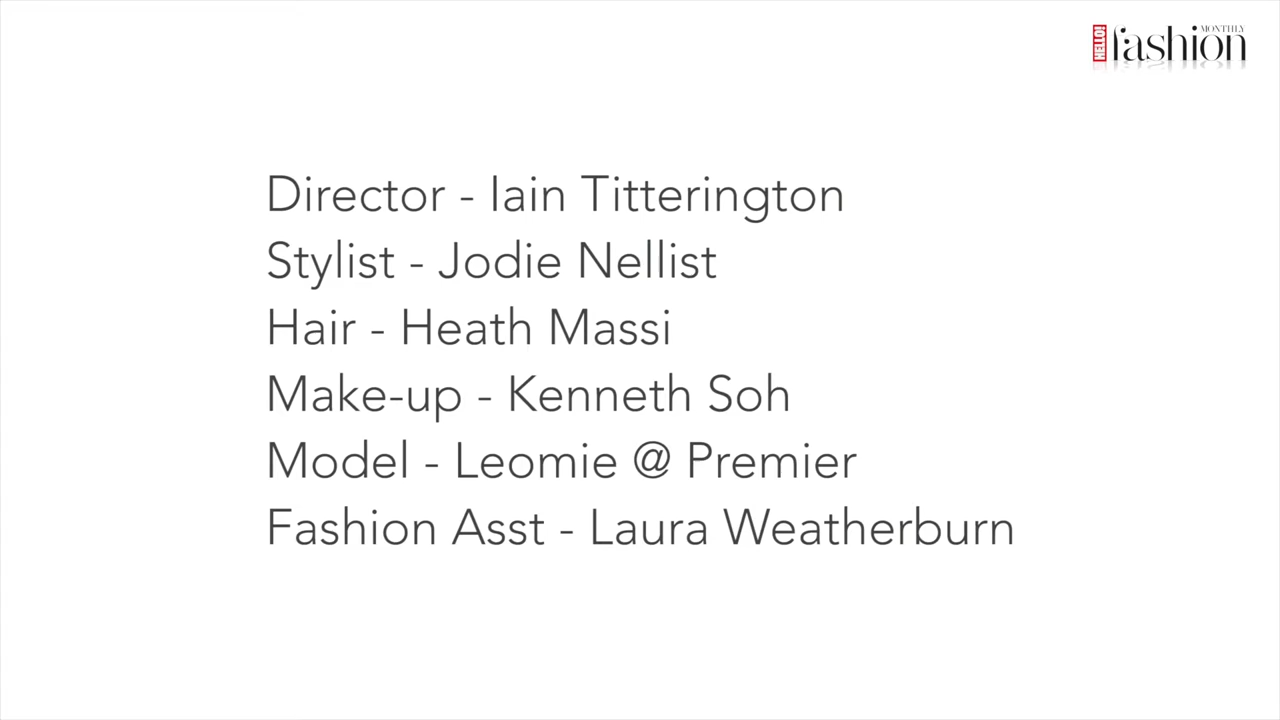 HELLO! fashion MONTHLY
Director - Iain Titterington
Stylist - Jodie Nellist
Hair - Heath Massi
Make-up - Kenneth Soh
Model - Leomie @ Premier
Fashion Asst - Laura Weatherburn